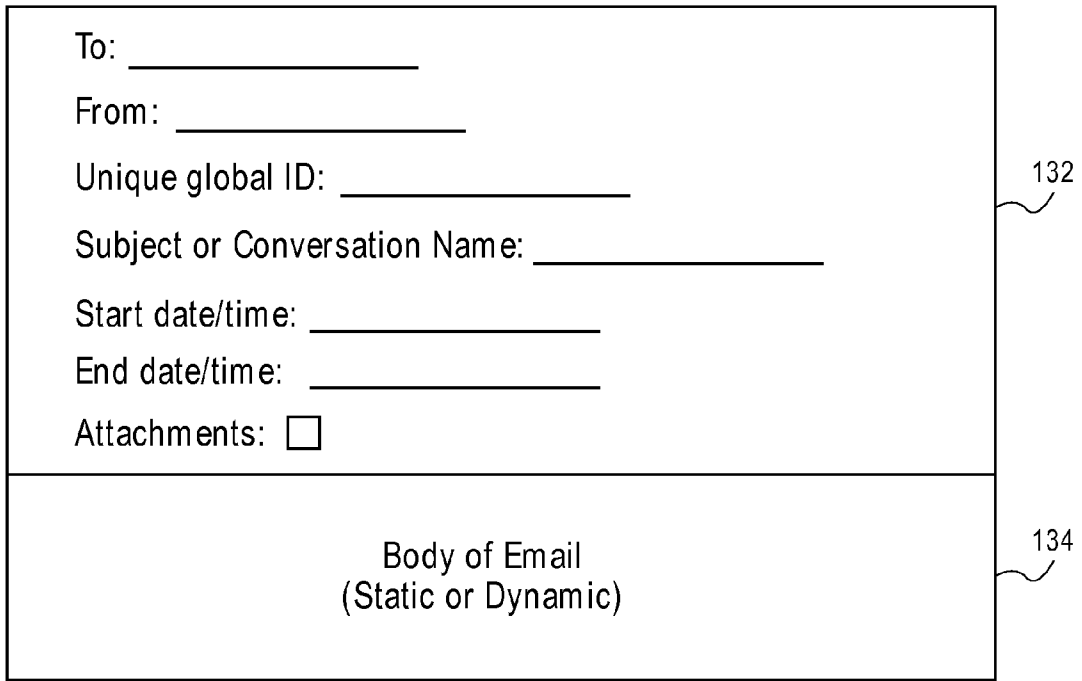 To:
From:
Unique global ID:
132
Subject or Conversation Name:
Start date/time:
End date/time:
Attachments:
134
Body of Email
(Static or Dynamic)